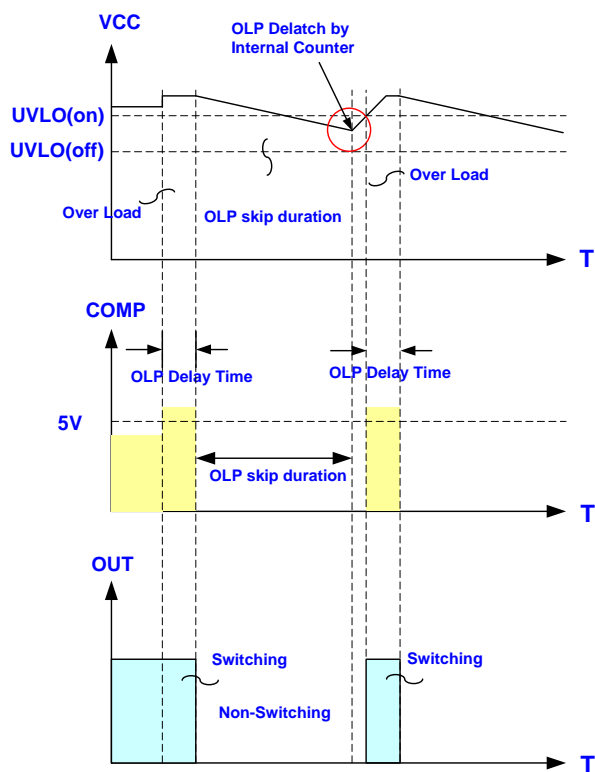 VCC
OLP Delatch by
Internal Counter
UVLO(on)
UVLO(off)
Over Load
Over Load
OLP skip duration
T
COMP
OLP Delay Time
OLP Delay Time
5V
OLP skip duration
T
OUT
Switching
Switching
Non-Switching
T